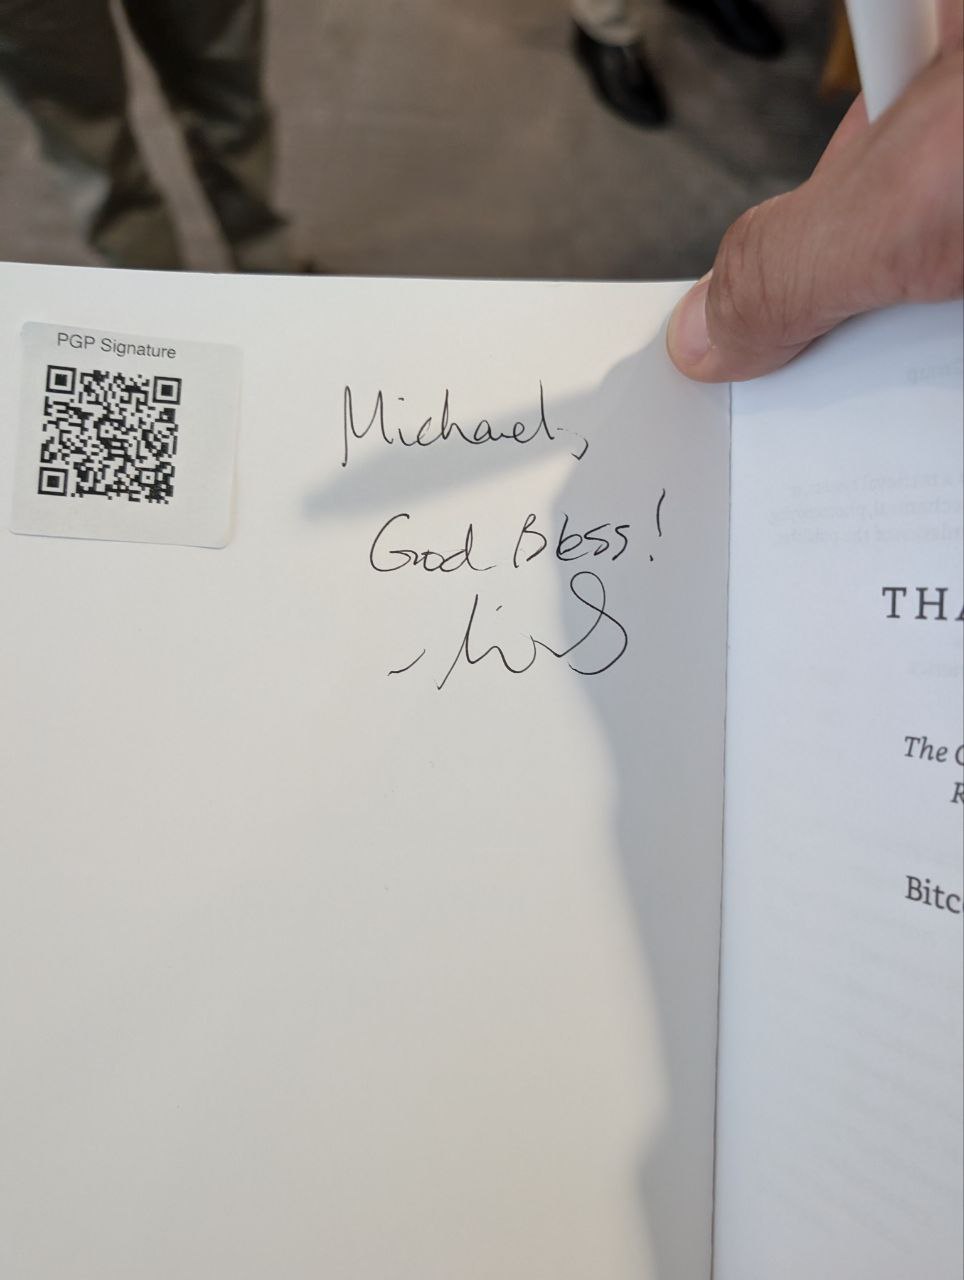 PGP Signature
Michael,
God Bless!
THA
The C
R
Bitc